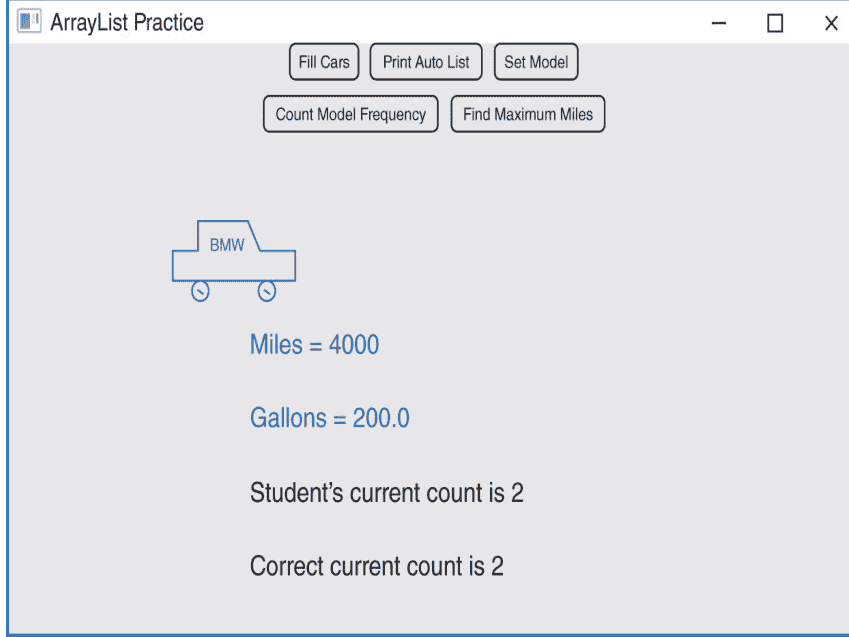 ArrayList Practice
Fill Cars Print Auto List Set Model
Count Model Frequency Find Maximum Miles
BMW
Miles = 4000
Gallons = 200.0
Student’s current count is 2
Correct current count is 2